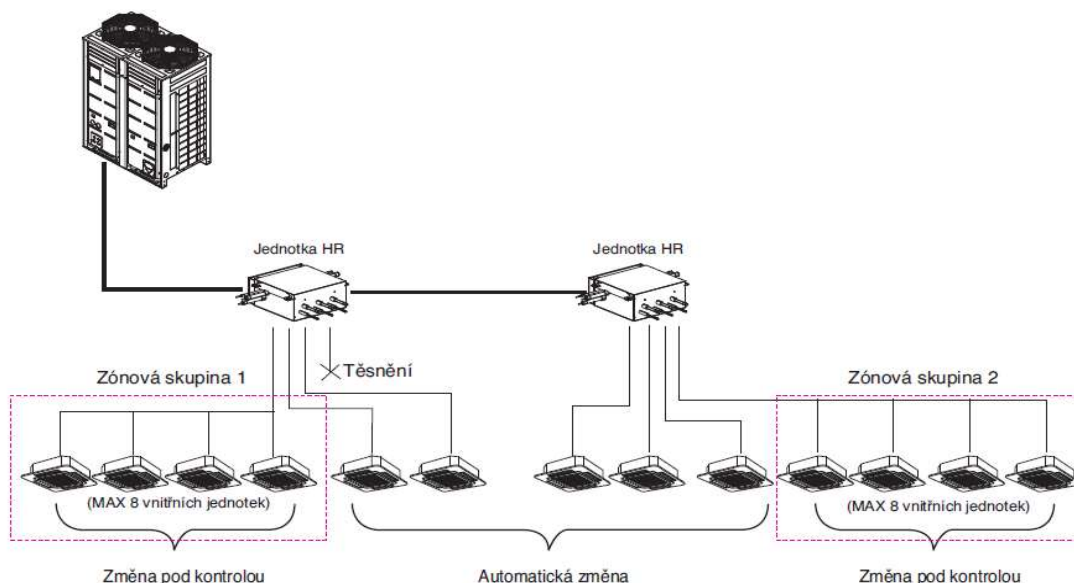 Jednotka HR
Jednotka HR
Těsnění
Zónová skupina 1
Zónová skupina 2
(MAX 8 vnitřních jednotek)
(MAX 8 vnitřních jednotek)
Změna pod kontrolou
Automatická změna
Změna pod kontrolou